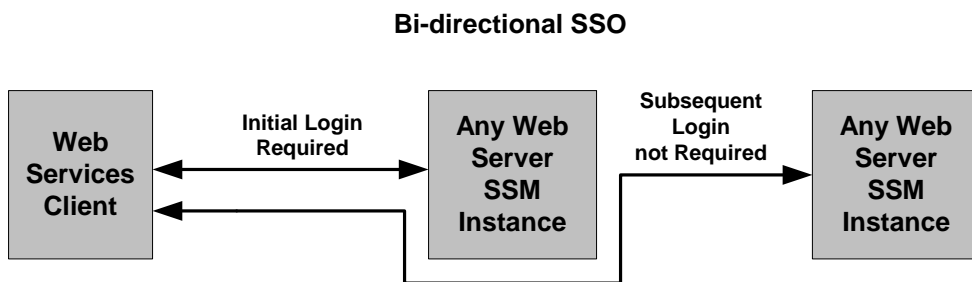 Bi-directional SSO
Web
Services
Client
Initial Login
Required
Any Web
Server
SSM
Instance
Subsequent
Login
not Required
Any Web
Server
SSM
Instance